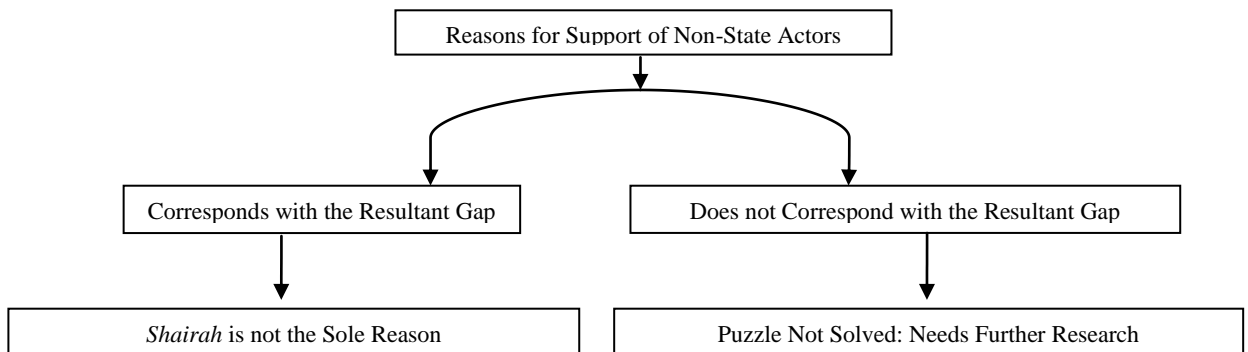 Reasons for Support of Non-State Actors
Corresponds with the Resultant Gap
Does not Correspond with the Resultant Gap
Shairah is not the Sole Reason
Puzzle Not Solved: Needs Further Research